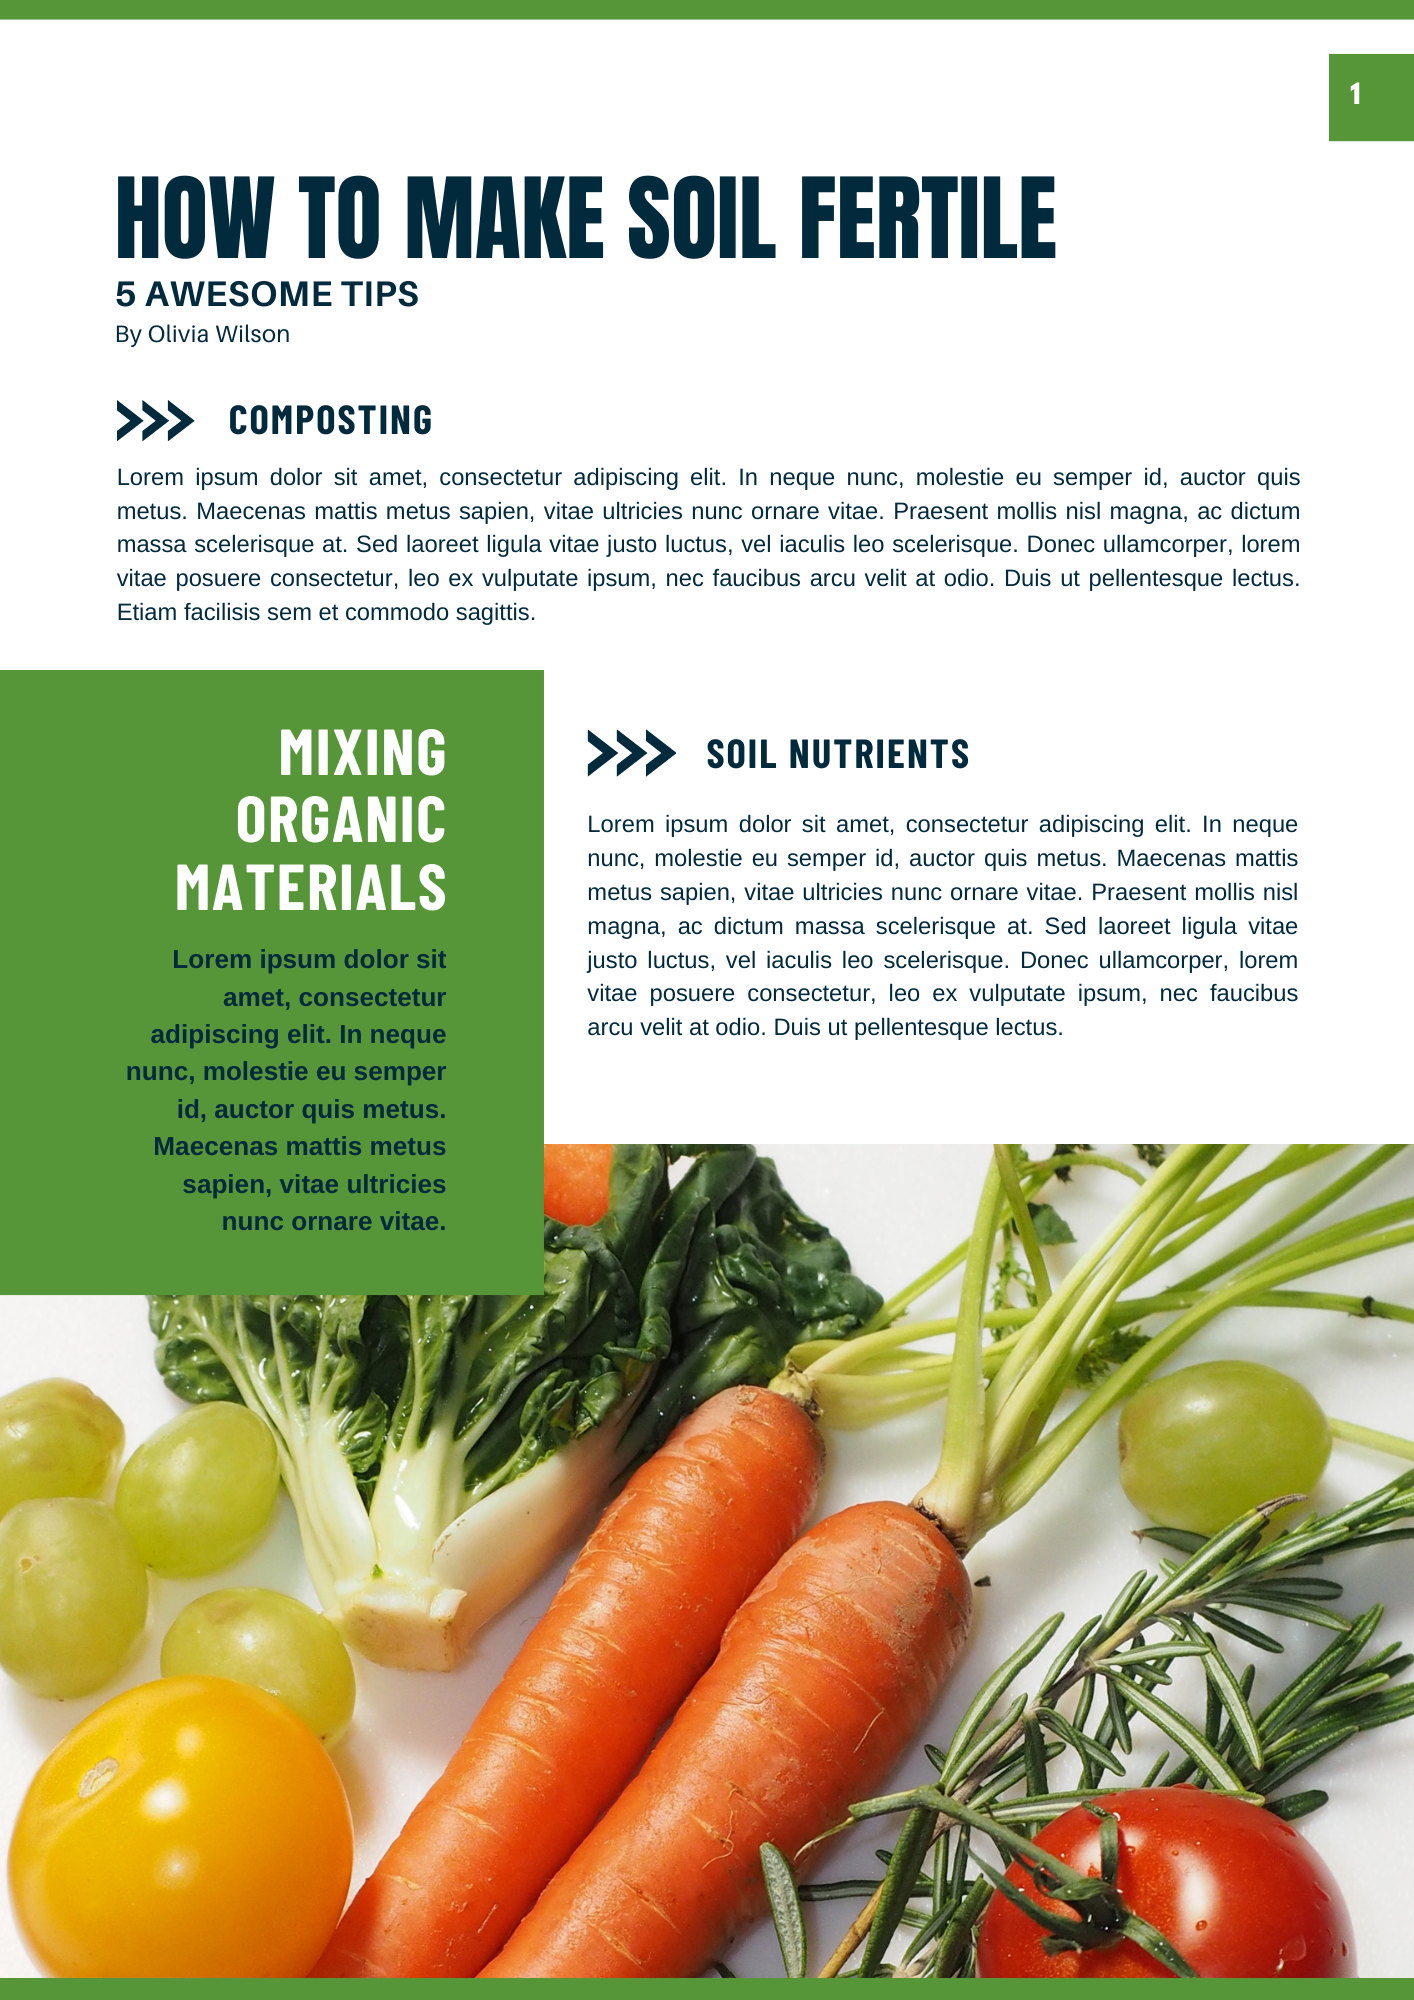 1
HOW TO MAKE SOIL FERTILE
5 AWESOME TIPS
By Olivia Wilson
COMPOSTING
Lorem ipsum dolor sit amet, consectetur adipiscing elit. In neque nunc, molestie eu semper id, auctor quis
metus. Maecenas mattis metus sapien, vitae ultricies nunc ornare vitae. Praesent mollis nisl magna, ac dictum
massa scelerisque at. Sed laoreet ligula vitae justo luctus, vel iaculis leo scelerisque. Donec ullamcorper, lorem
vitae posuere consectetur, leo ex vulputate ipsum, nec faucibus arcu velit at odio. Duis ut pellentesque lectus.
Etiam facilisis sem et commodo sagittis.
MIXING
ORGANIC
MATERIALS
Lorem ipsum dolor sit
amet, consectetur
adipiscing elit. In neque
nunc, molestie eu semper
id, auctor quis metus.
Maecenas mattis metus
sapien, vitae ultricies
nunc ornare vitae.
SOIL NUTRIENTS
Lorem ipsum dolor sit amet, consectetur adipiscing elit. In neque
nunc, molestie eu semper id, auctor quis metus. Maecenas mattis
metus sapien, vitae ultricies nunc ornare vitae. Praesent mollis nisl
magna, ac dictum massa scelerisque at. Sed laoreet ligula vitae
justo luctus, vel iaculis leo scelerisque. Donec ullamcorper, lorem
vitae posuere consectetur, leo ex vulputate ipsum, nec faucibus
arcu velit at odio. Duis ut pellentesque lectus.